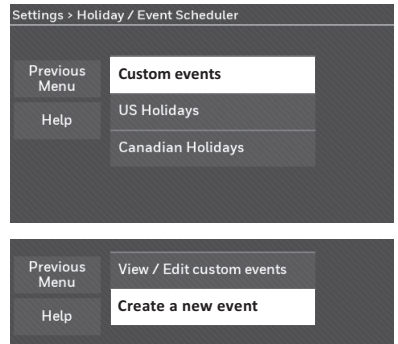 Settings > Holiday / Event Scheduler
Previous
Menu
Custom events
US Holidays
Help
Canadian Holidays
Previous
Menu
View / Edit custom events
Create a new event
Help